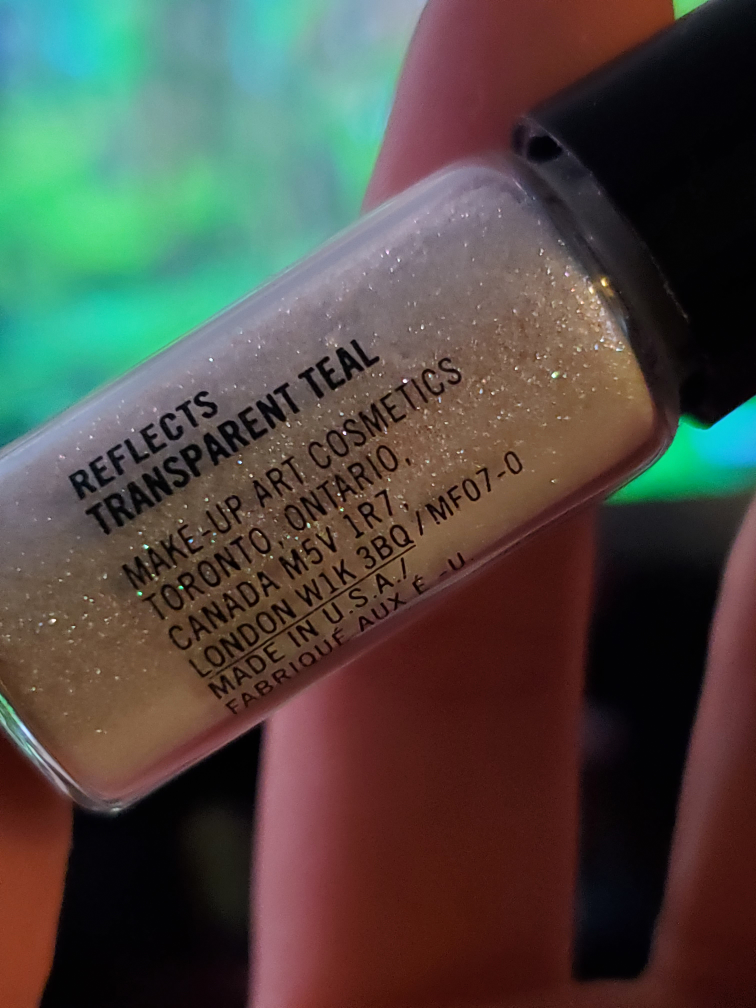 REFLECTS
TRANSPARENT TEAL
MAKE-UP ART COSMETICS
TORONTO, ONTARIO,
CANADA M5V 1R7,
LONDON W1K 3BQ/MF07-0
MADE IN U.S.A./
FABRIQUÉ AUX É.-U.